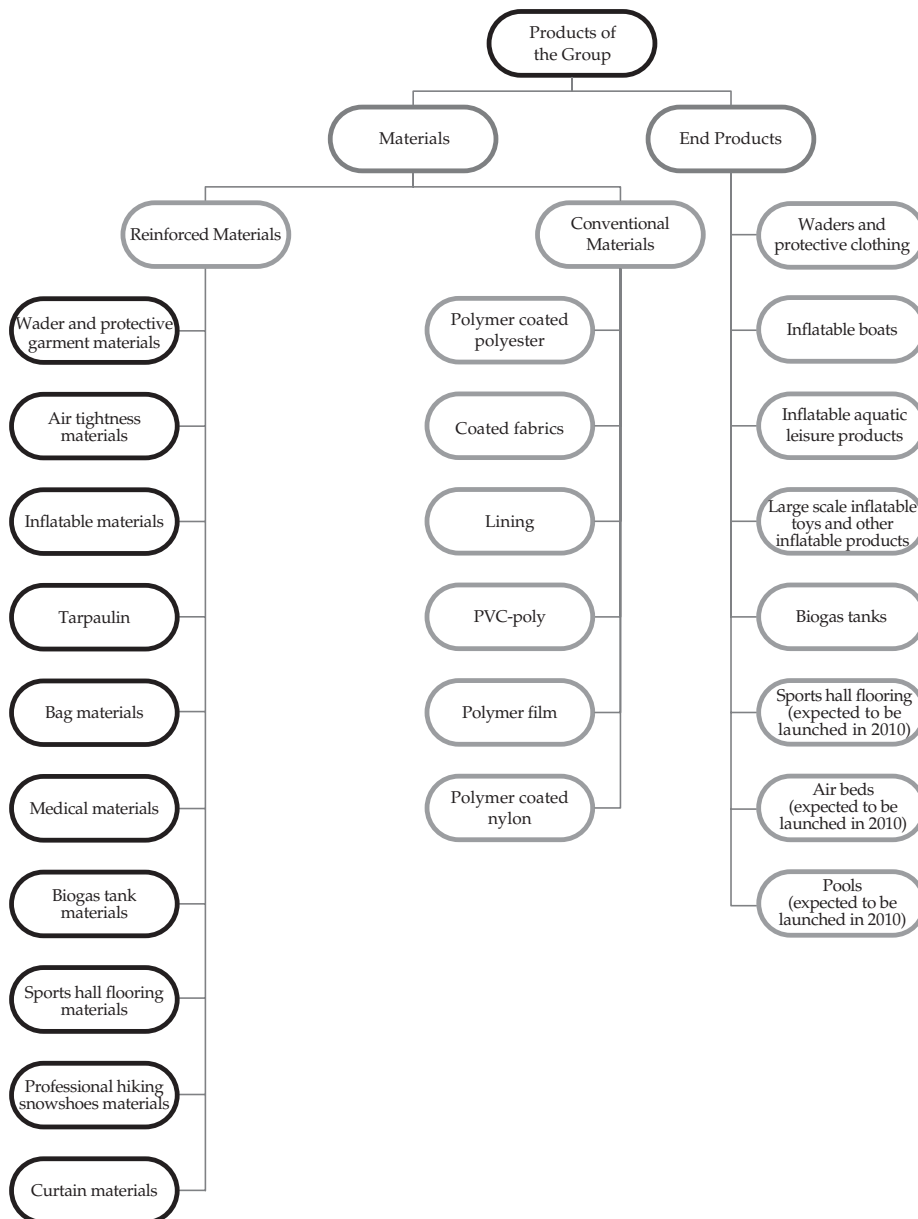 Products of
the Group
Materials
End Products
Reinforced Materials
Conventional
Materials
Wader and protective
garment materials
Air tightness
materials
Inflatable materials
Tarpaulin
Bag materials
Medical materials
Biogas tank
materials
Sports hall flooring
materials
Professional hiking
snowshoes materials
Curtain materials
Polymer coated
polyester
Coated fabrics
Lining
PVC-poly
Polymer film
Polymer coated
nylon
Waders and
protective clothing
Inflatable boats
Inflatable aquatic
leisure products
Large scale inflatable
toys and other
inflatable products
Biogas tanks
Sports hall flooring
(expected to be
launched in 2010)
Air beds
(expected to be
launched in 2010)
Pools
(expected to be
launched in 2010)